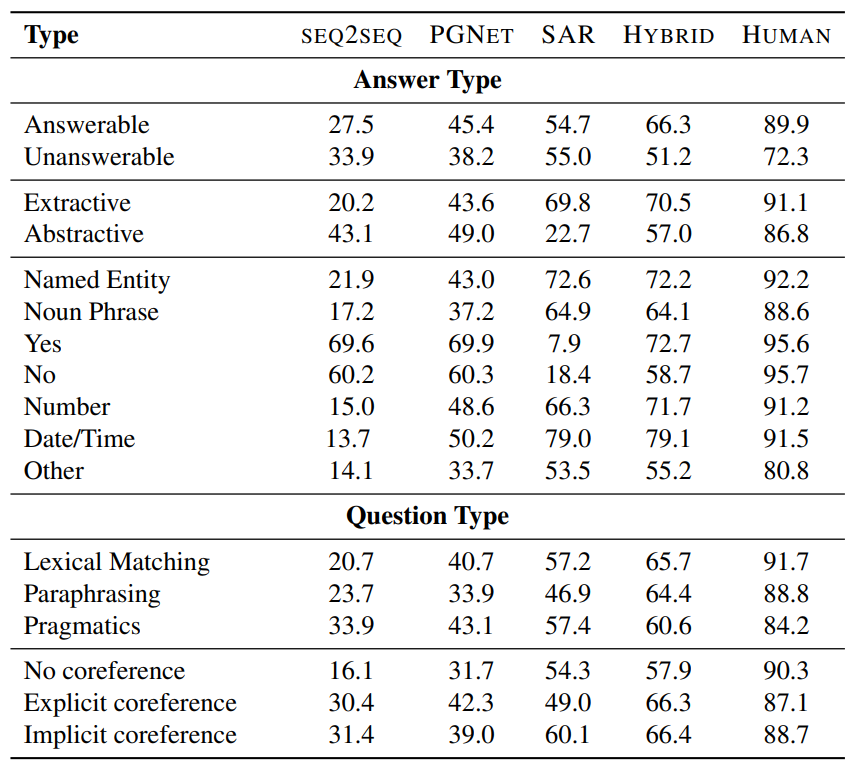 Type SEQ2SEQ PGNET SAR HYBRID HUMAN
Answer Type
Answerable 27.5 45.4 54.7 66.3 89.9
Unanswerable 33.9 38.2 55.0 51.2 72.3
Extractive 20.2 43.6 69.8 70.5 91.1
Abstractive 43.1 49.0 22.7 57.0 86.8
Named Entity 21.9 43.0 72.6 72.2 92.2
Noun Phrase 17.2 37.2 64.9 64.1 88.6
Yes 69.6 69.9 7.9 72.7 95.6
No 60.2 60.3 18.4 58.7 95.7
Number 15.0 48.6 66.3 71.7 91.2
Date/Time 13.7 50.2 79.0 79.1 91.5
Other 14.1 33.7 53.5 55.2 80.8
Question Type
Lexical Matching 20.7 40.7 57.2 65.7 91.7
Paraphrasing 23.7 33.9 46.9 64.4 88.8
Pragmatics 33.9 43.1 57.4 60.6 84.2
No coreference 16.1 31.7 54.3 57.9 90.3
Explicit coreference 30.4 42.3 49.0 66.3 87.1
Implicit coreference 31.4 39.0 60.1 66.4 88.7